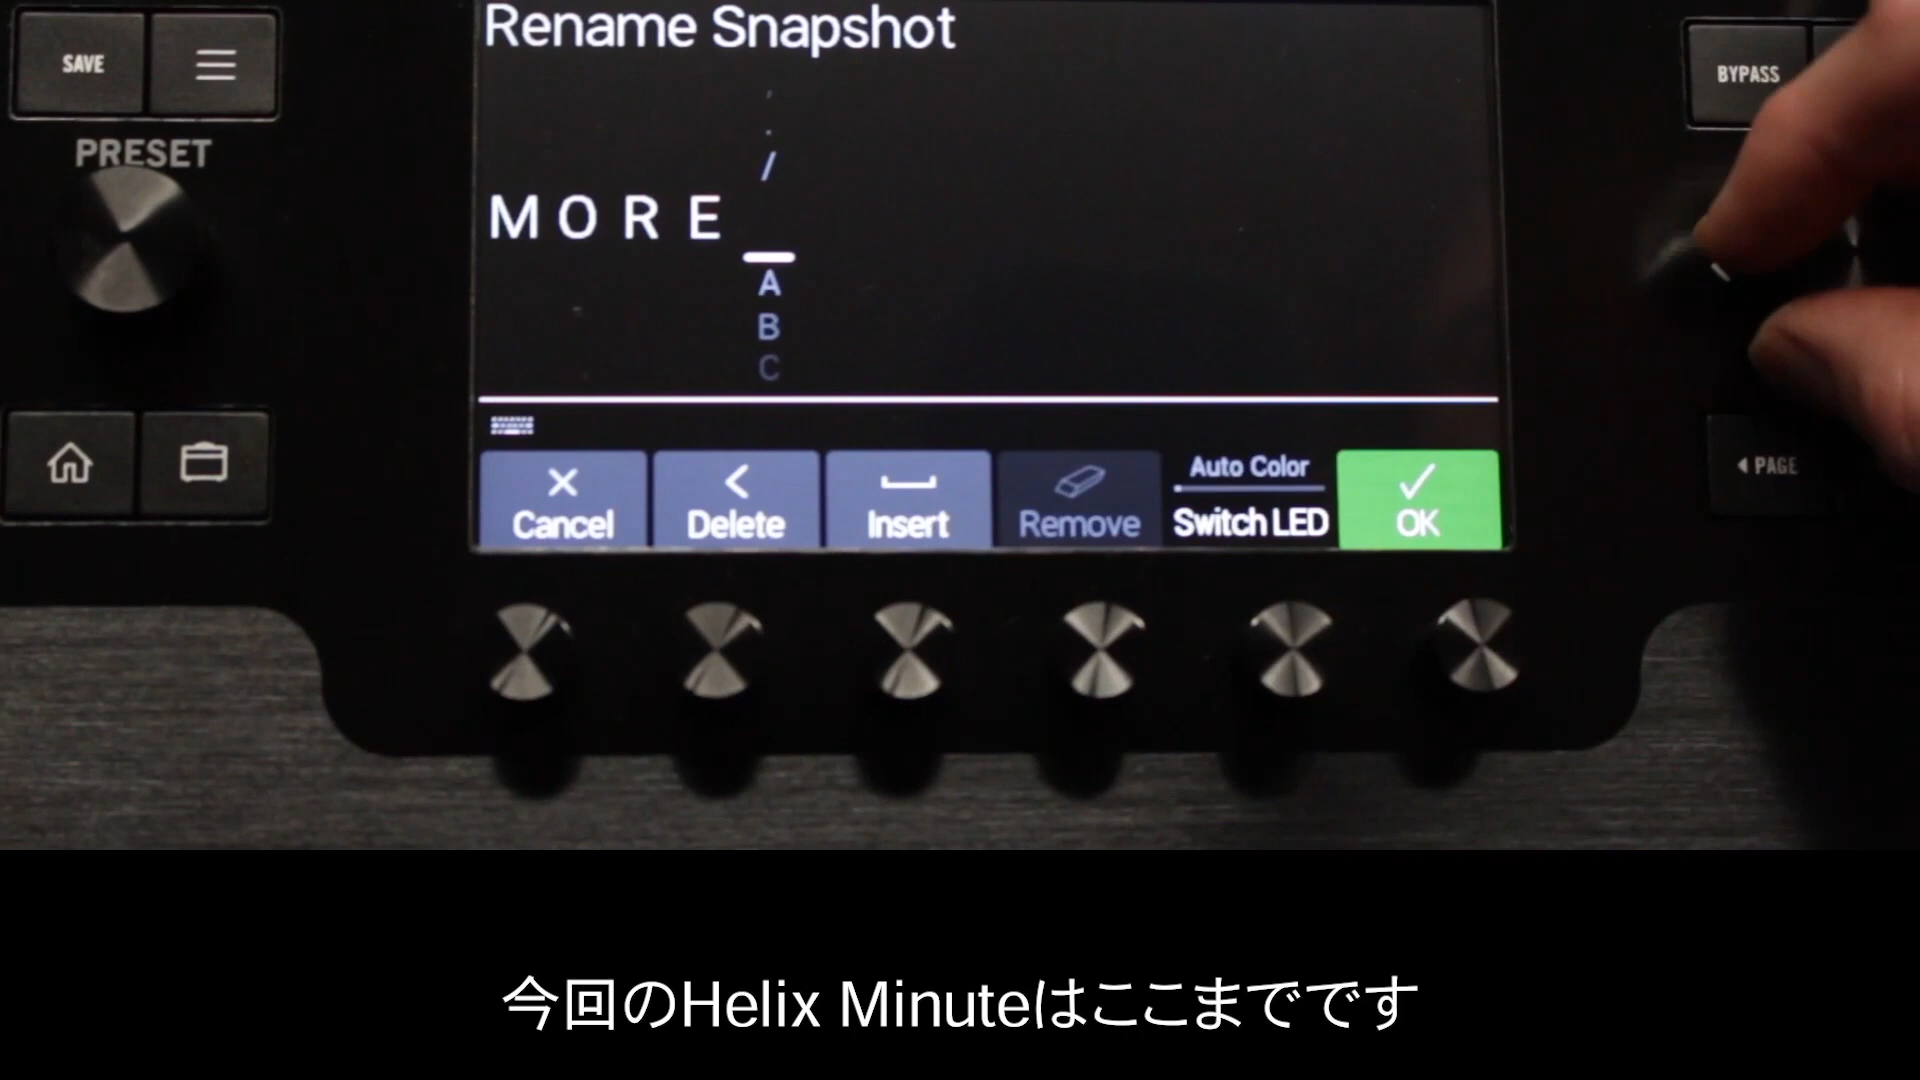 Rename Snapshot
SAVE
BYPASS
PRESET
,
.
/
MORE_
A
B
C
PAGE
Cancel
Delete
Insert
Remove
Auto Color
Switch LED
OK
今回のHelix Minuteはここまでです